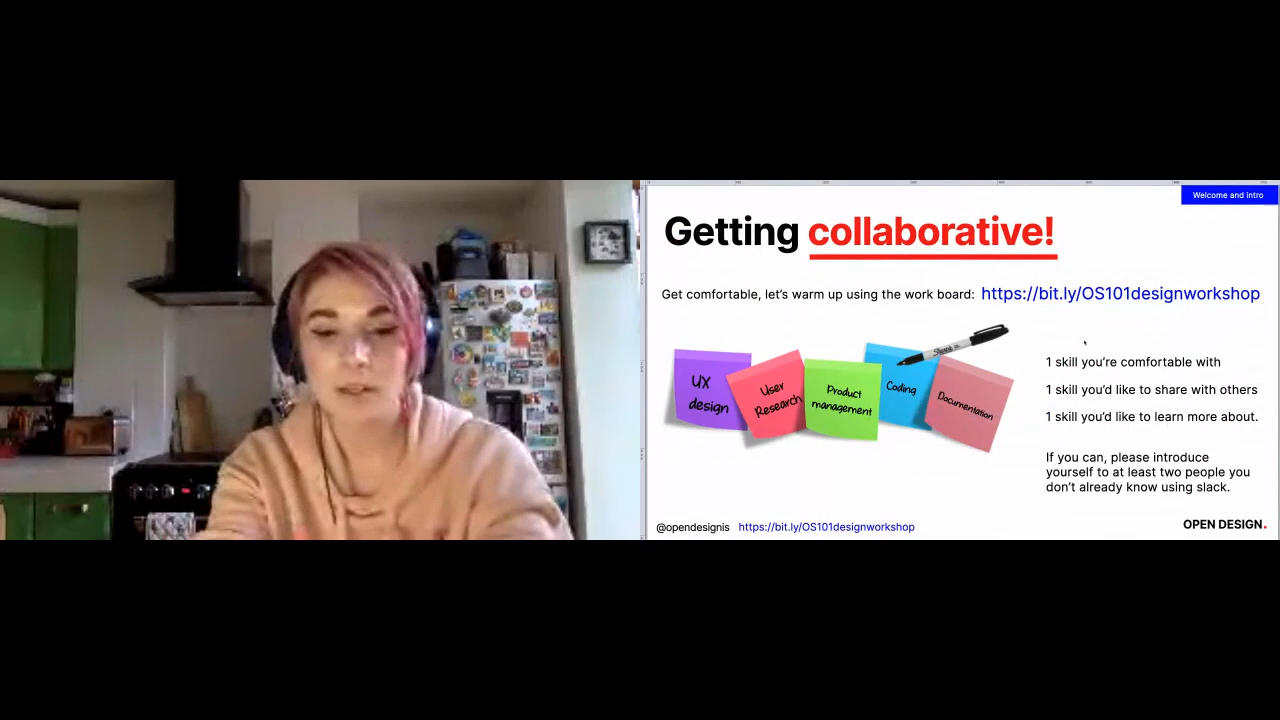 Welcome and intro
Getting collaborative!
Get comfortable, let's warm up using the work board: https://bit.ly/OS101designworkshop
UX
design
User
Research
Product
management
Coding
Sharpie
Documentation
1 skill you're comfortable with
1 skill you'd like to share with others
1 skill you'd like to learn more about.
If you can, please introduce
yourself to at least two people you
don't already know using slack.
@opendesignis https://bit.ly/OS101designworkshop
OPEN DESIGN.